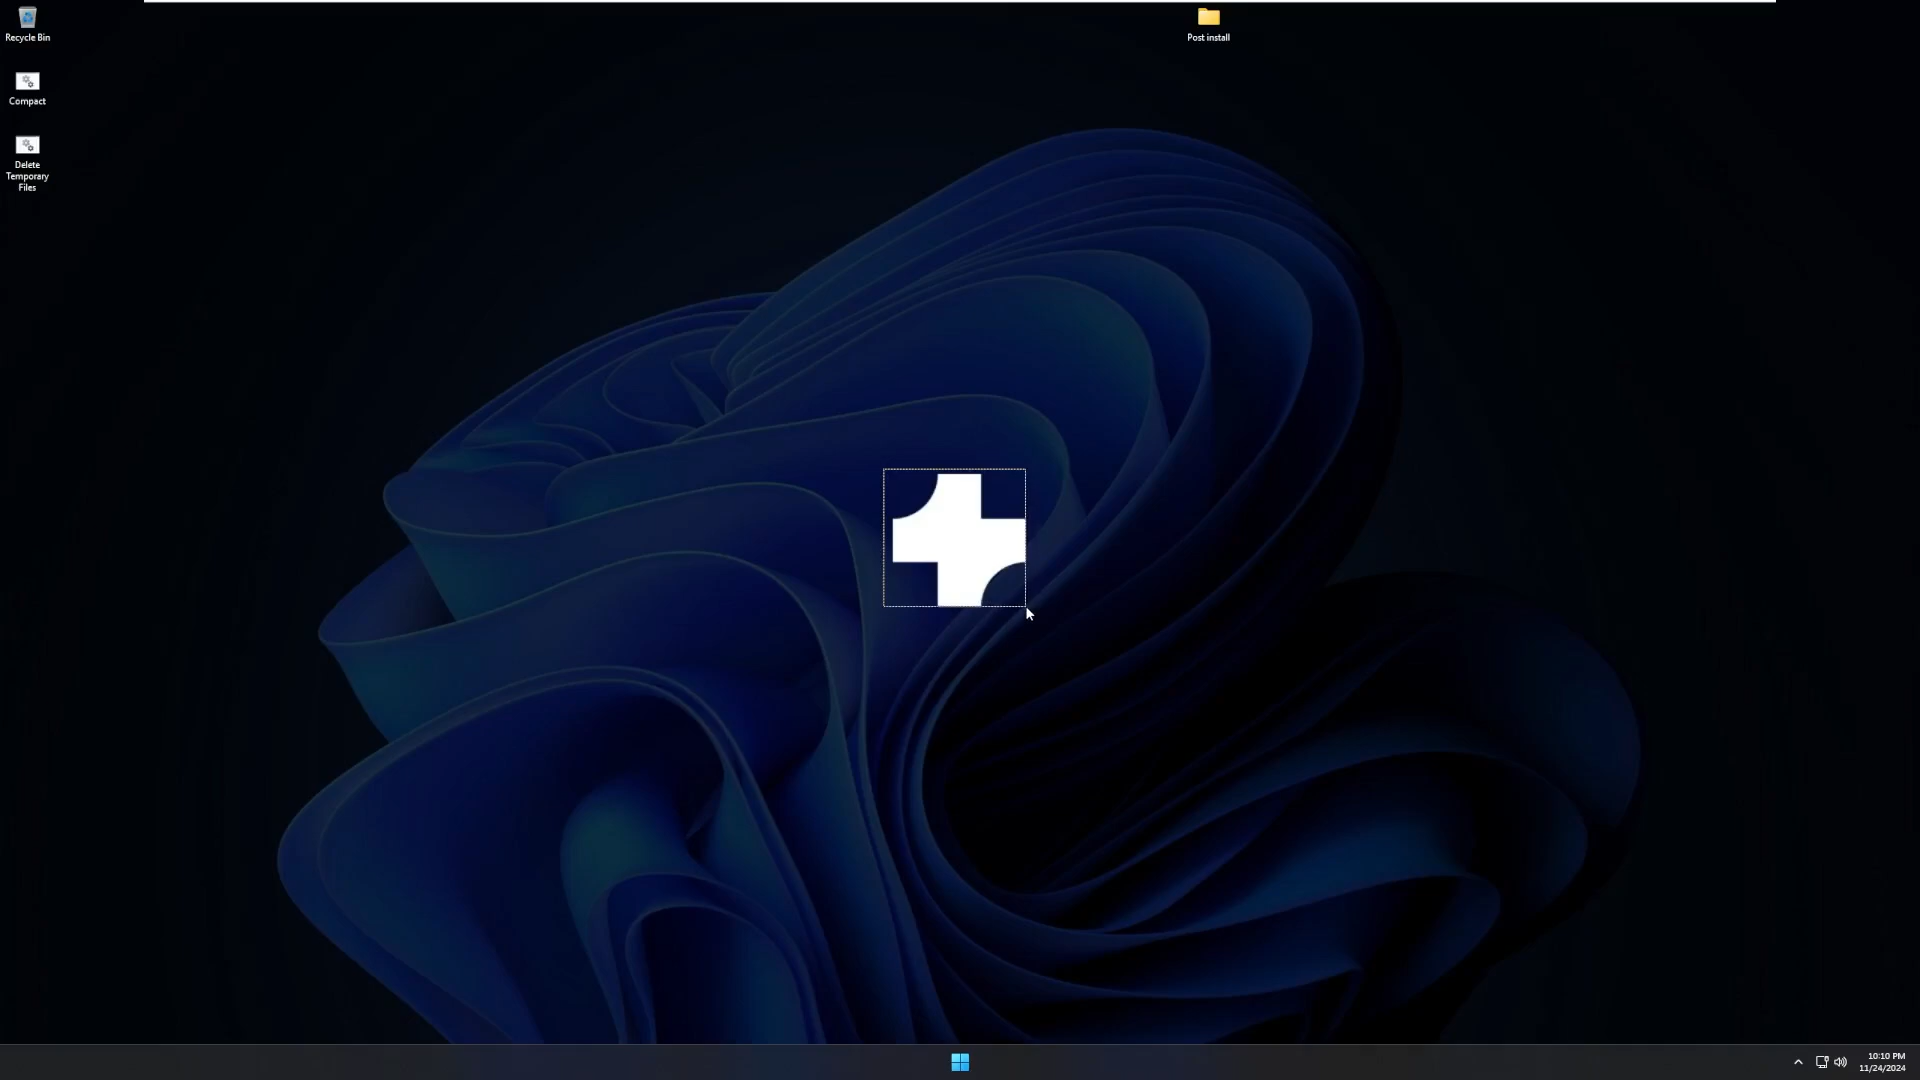 Recycle Bin
Post install
Compact
Delete
Temporary
Files
10:10 PM
11/24/2024